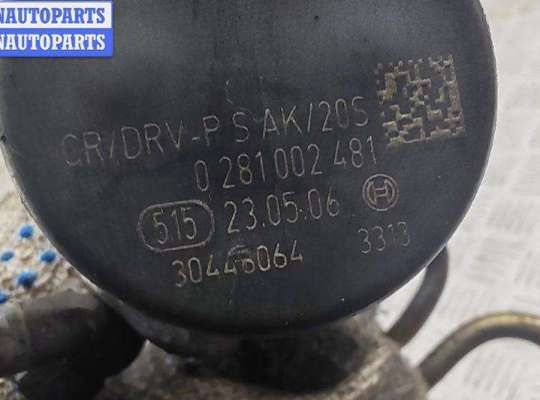 NAUTOPARTS
NAUTOPARTS
CR/DRV-P S AK/20S
0 281 002 481
515 23.05.06
30446064 3313